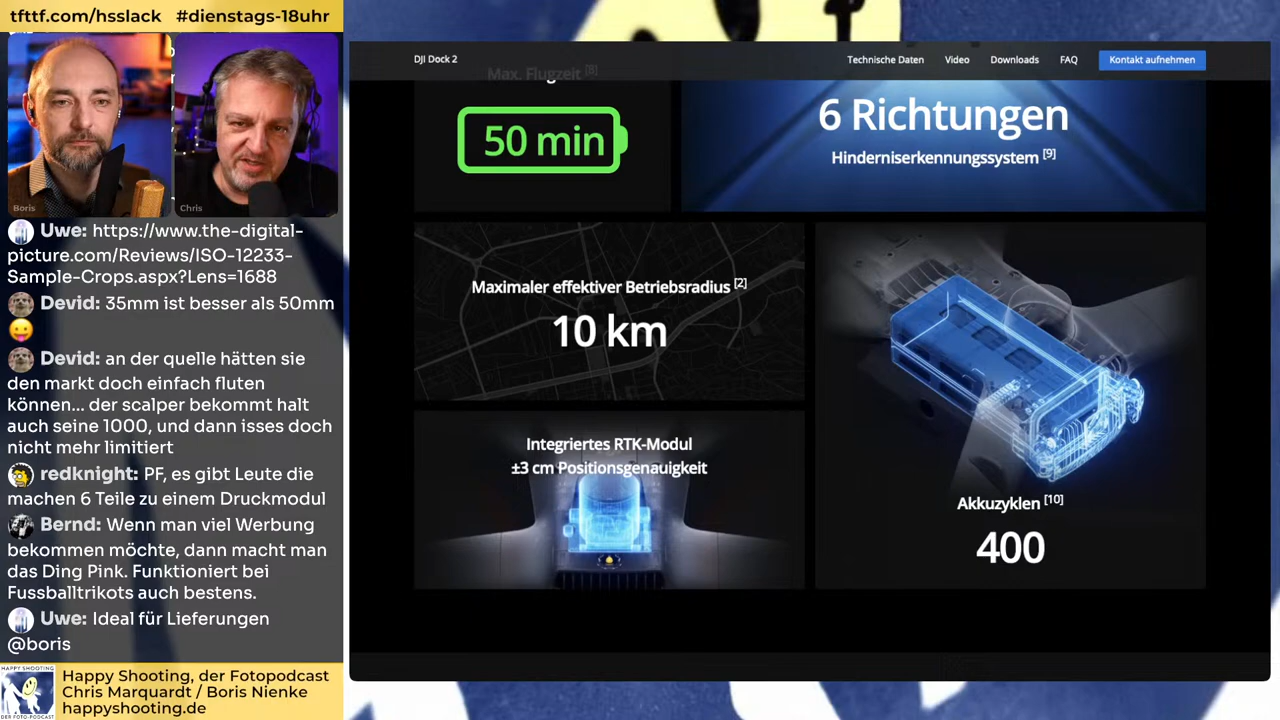 tfttf.com/hsslack #dienstags-18uhr
Boris
Chris
Uwe: https://www.the-digital-
picture.com/Reviews/ISO-12233-
Sample-Crops.aspx?Lens=1688
Devid: 35mm ist besser als 50mm
😛
Devid: an der quelle hätten sie
den markt doch einfach fluten
können... der scalper bekommt halt
auch seine 1000, und dann isses doch
nicht mehr limitiert
redknight: PF, es gibt Leute die
machen 6 Teile zu einem Druckmodul
Bernd: Wenn man viel Werbung
bekommen möchte, dann macht man
das Ding Pink. Funktioniert bei
Fussballtrikots auch bestens.
Uwe: Ideal für Lieferungen
@boris
HAPPY SHOOTING
DER FOTO-PODCAST
Happy Shooting, der Fotopodcast
Chris Marquardt / Boris Nienke
happyshooting.de
DJI Dock 2
Technische Daten Video Downloads FAQ Kontakt aufnehmen
Max. Flugzeit [8]
50 min
6 Richtungen
Hinderniserkennungssystem [9]
Maximaler effektiver Betriebsradius [2]
10 km
Integriertes RTK-Modul
±3 cm Positionsgenauigkeit
Akkuzyklen [10]
400